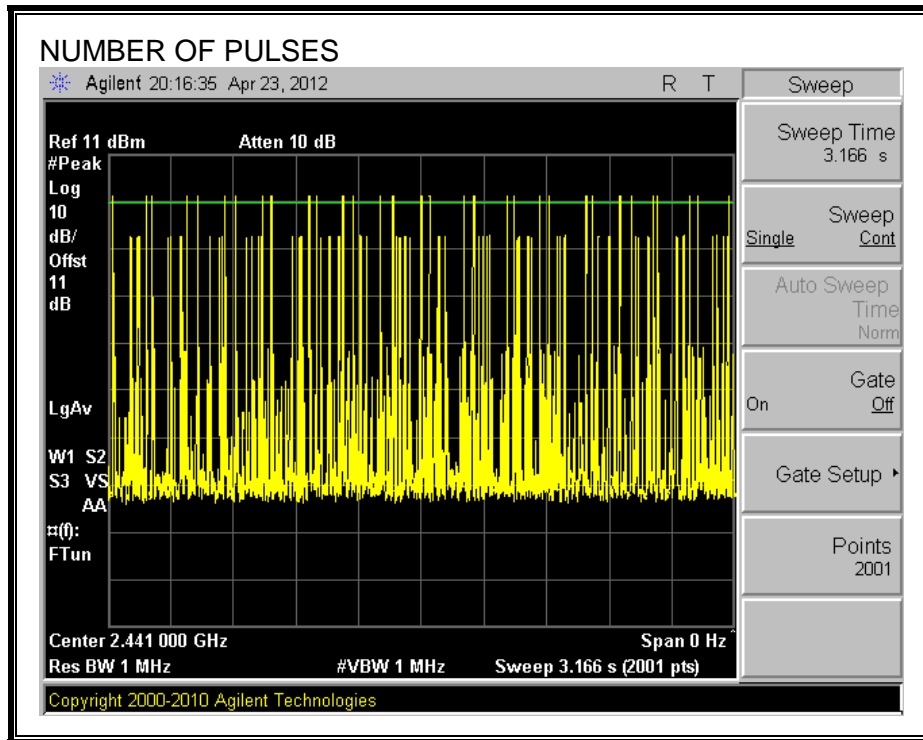 NUMBER OF PULSES
Agilent 20:16:35 Apr 23, 2012 R T
Ref 11 dBm Atten 10 dB
#Peak
Log
10
dB/
Offst
11
dB
LgAv
W1 S2
S3 VS
AA
¤(f):
FTun
Center 2.441 000 GHz Span 0 Hz ^
Res BW 1 MHz #VBW 1 MHz Sweep 3.166 s (2001 pts)
Copyright 2000-2010 Agilent Technologies
Sweep
Sweep Time
3.166 s
Sweep
Single Cont
Auto Sweep
Time
Norm
Gate
On Off
Gate Setup
Points
2001